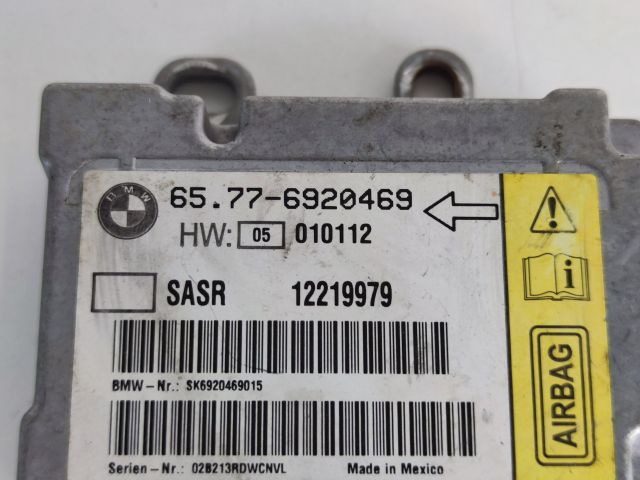 BMW
65.77-6920469
HW: 05 010112
SASR 12219979
BMW-Nr.: SK6920469015
Serien-Nr: 02B213RDWCNVL Made in Mexico
AIRBAG